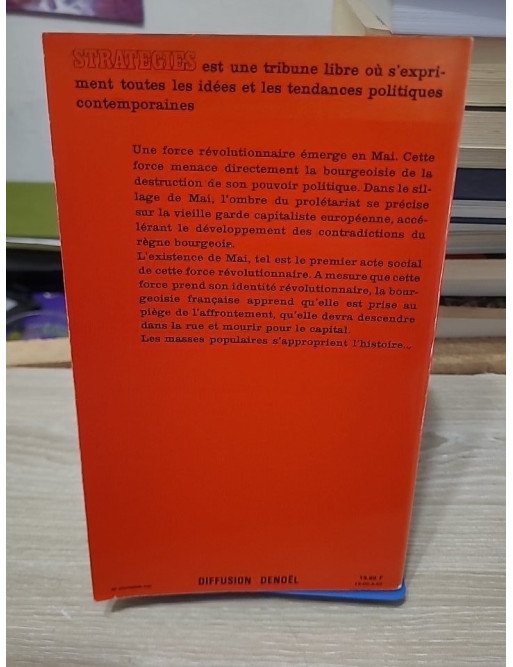 STRATEGIES est une tribune libre où s'expri-
ment toutes les idées et les tendances politiques
contemporaines
Une force révolutionnaire émerge en Mai. Cette
force menace directement la bourgeoisie de la
destruction de son pouvoir politique. Dans le sil-
lage de Mai, l'ombre du prolétariat se précise
sur la vieille garde capitaliste européenne, accé-
lérant le développement des contradictions du
règne bourgeois.
L'existence de Mai, tel est le premier acte social
de cette force révolutionnaire. A mesure que cette
force prend son identité révolutionnaire, la bour-
geoisie française apprend qu'elle est prise au
piège de l'affrontement, qu'elle devra descendre
dans la rue et mourir pour le capital.
Les masses populaires s'approprient l'histoire...
DIFFUSION DENOËL